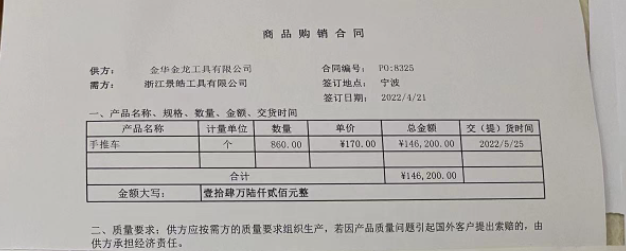 商品购销合同
供方： 金华金龙工具有限公司 合同编号： PO:8325
需方： 浙江景皓工具有限公司 签订地点： 宁波
签订日期： 2022/4/21
一、产品名称、规格、数量、金额、交货时间
产品名称 计量单位 数量 单价 总金额 交（提）货时间
手推车 个 860.00 ¥170.00 ¥146,200.00 2022/5/25
合计 ¥146,200.00
金额大写： 壹拾肆万陆仟贰佰元整
二、质量要求：供方应按需方的质量要求组织生产，若因产品质量问题引起国外客户提出索赔的，由
供方承担经济责任。